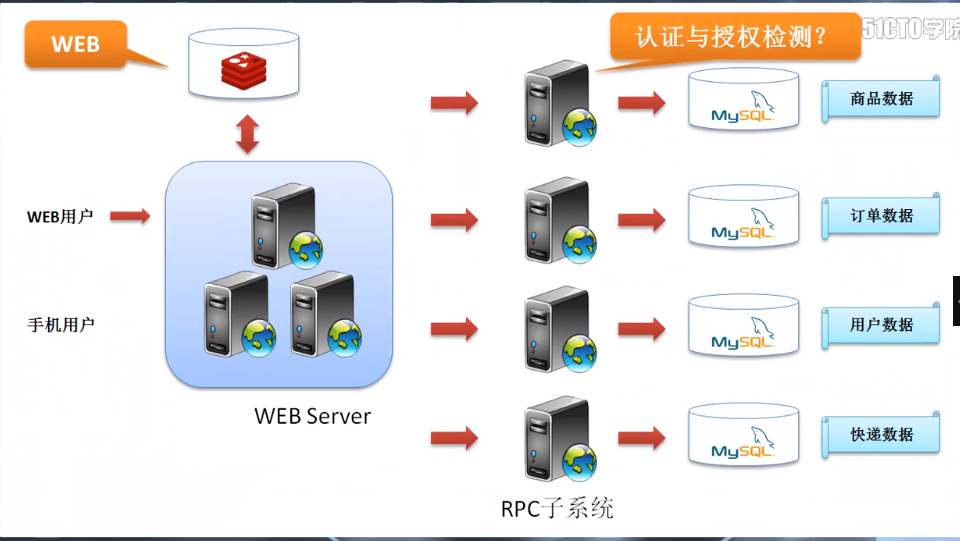 WEB
认证与授权检测？
51CTO学院
MySQL
商品数据
WEB用户
MySQL
订单数据
手机用户
MySQL
用户数据
WEB Server
MySQL
快递数据
RPC子系统